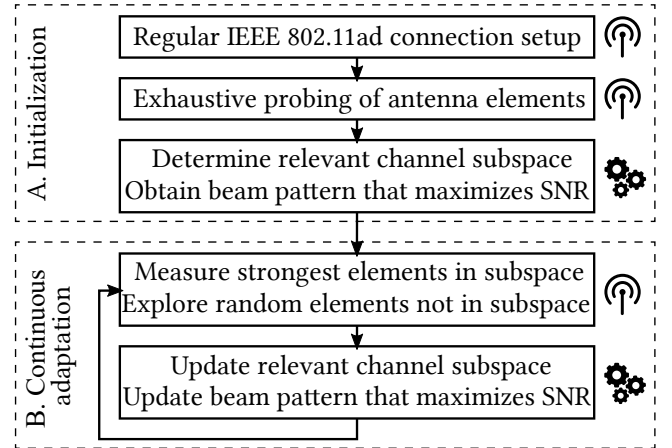 A. Initialization
Regular IEEE 802.11ad connection setup
Exhaustive probing of antenna elements
Determine relevant channel subspace
Obtain beam pattern that maximizes SNR
B. Continuous
adaptation
Measure strongest elements in subspace
Explore random elements not in subspace
Update relevant channel subspace
Update beam pattern that maximizes SNR